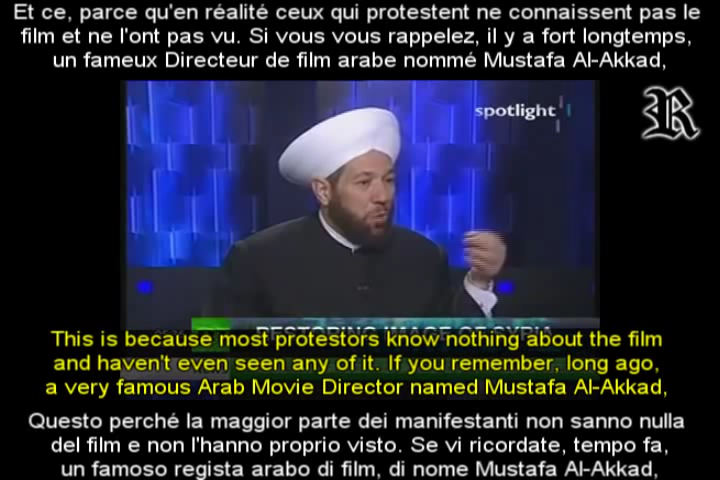 Et ce, parce qu'en réalité ceux qui protestent ne connaissent pas le
film et ne l'ont pas vu. Si vous vous rappelez, il y a fort longtemps,
un fameux Directeur de film arabe nommé Mustafa Al-Akkad,
spotlight
R
RESTORING IMAGE OF SYRIA
This is because most protestors know nothing about the film
and haven't even seen any of it. If you remember, long ago,
a very famous Arab Movie Director named Mustafa Al-Akkad,
Questo perché la maggior parte dei manifestanti non sanno nulla
del film e non l'hanno proprio visto. Se vi ricordate, tempo fa,
un famoso regista arabo di film, di nome Mustafa Al-Akkad,